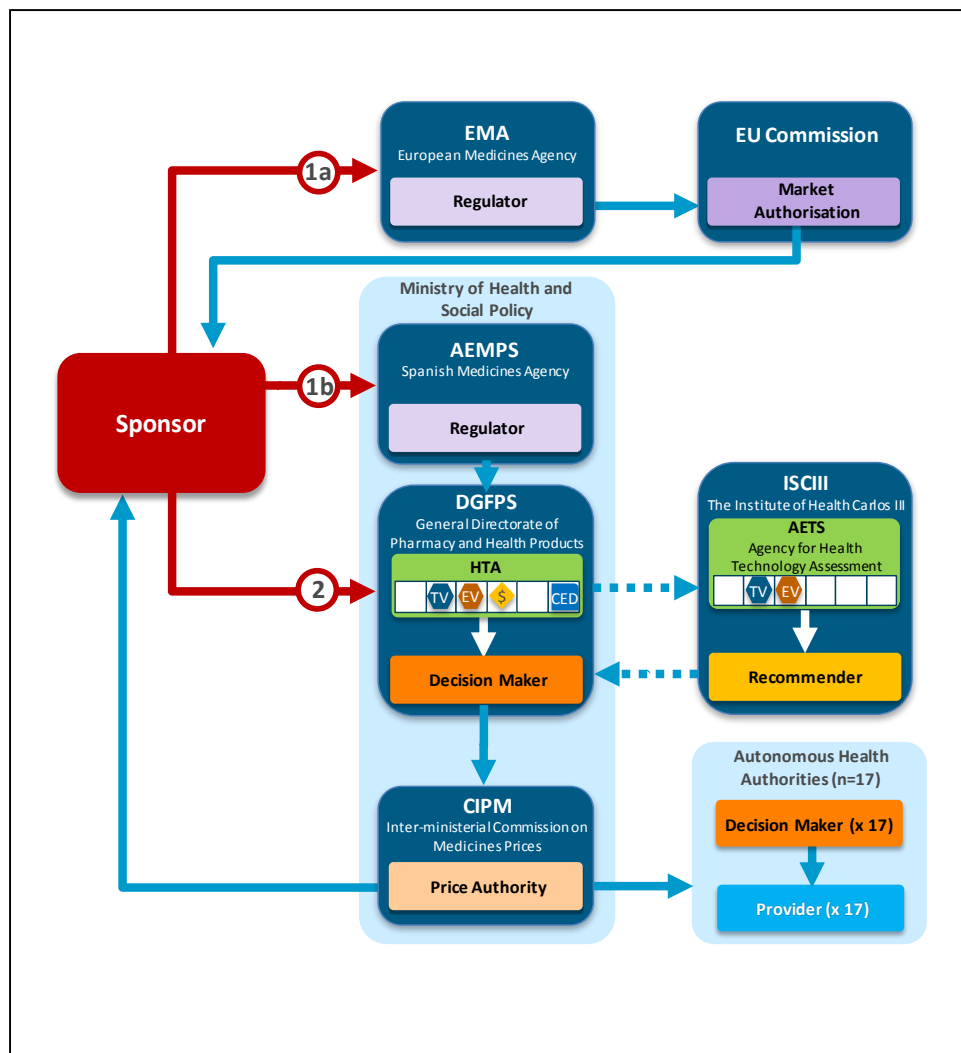 EMA
European Medicines Agency
Regulator
EU Commission
Market
Authorisation
1a
Ministry of Health and
Social Policy
AEMPS
Spanish Medicines Agency
Regulator
1b
Sponsor
DGFPS
General Directorate of
Pharmacy and Health Products
HTA
TV
EV
$
CED
Decision Maker
2
ISCIII
The Institute of Health Carlos III
AETS
Agency for Health
Technology Assessment
TV
EV
Recommender
CIPM
Inter-ministerial Commission on
Medicines Prices
Price Authority
Autonomous Health
Authorities (n=17)
Decision Maker (x 17)
Provider (x 17)